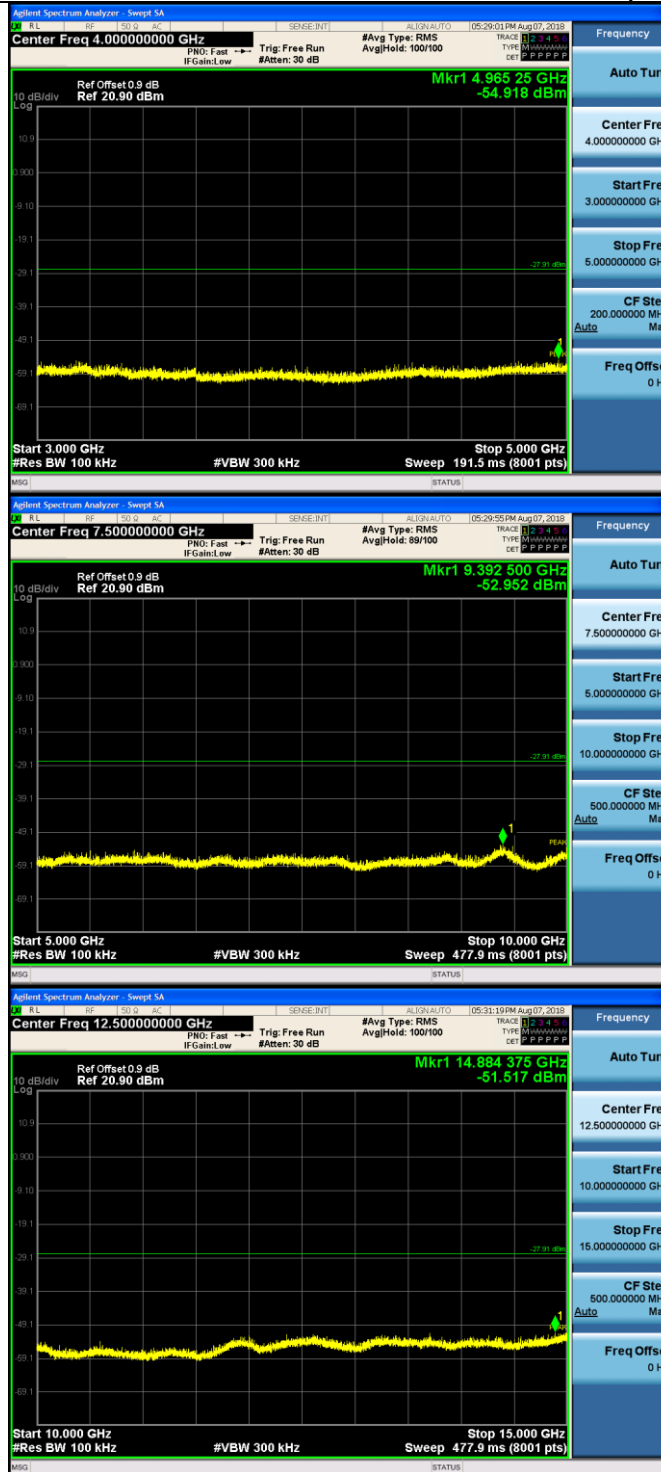 Agilent Spectrum Analyzer - Swept SA
RL RF 50 Ω AC SENSE:INT ALIGNAUTO 05:29:01 PM Aug 07, 2018
Center Freq 4.000000000 GHz #Avg Type: RMS TRACE 1 2 3 4 5 6
PNO: Fast Trig: Free Run Avg|Hold: 100/100 TYPE M
IFGain:Low #Atten: 30 dB DET P P P P P P
Frequency
Ref Offset 0.9 dB
Mkr1 4.965 25 GHz
10 dB/div Ref 20.90 dBm
-54.918 dBm
Log
10.9
0.900
-9.10
-19.1
-27.91 dBm
-29.1
-39.1
-49.1
1
PEAK
-59.1
-69.1
Start 3.000 GHz Stop 5.000 GHz
#Res BW 100 kHz #VBW 300 kHz Sweep 191.5 ms (8001 pts)
MSG STATUS
Auto Tun
Center Fre
4.000000000 GH
Start Fre
3.000000000 GH
Stop Fre
5.000000000 GH
CF Ste
200.000000 MH
Auto Ma
Freq Offs
0 H
Agilent Spectrum Analyzer - Swept SA
RL RF 50 Ω AC SENSE:INT ALIGNAUTO 05:29:55 PM Aug 07, 2018
Center Freq 7.500000000 GHz #Avg Type: RMS TRACE 1 2 3 4 5 6
PNO: Fast Trig: Free Run Avg|Hold: 89/100 TYPE M
IFGain:Low #Atten: 30 dB DET P P P P P P
Frequency
Ref Offset 0.9 dB
Mkr1 9.392 500 GHz
10 dB/div Ref 20.90 dBm
-52.952 dBm
Log
10.9
0.900
-9.10
-19.1
-27.91 dBm
-29.1
-39.1
-49.1
1
PEAK
-59.1
-69.1
Start 5.000 GHz Stop 10.000 GHz
#Res BW 100 kHz #VBW 300 kHz Sweep 477.9 ms (8001 pts)
MSG STATUS
Auto Tun
Center Fre
7.500000000 GH
Start Fre
5.000000000 GH
Stop Fre
10.000000000 GH
CF Ste
500.000000 MH
Auto Ma
Freq Offs
0 H
Agilent Spectrum Analyzer - Swept SA
RL RF 50 Ω AC SENSE:INT ALIGNAUTO 05:31:19 PM Aug 07, 2018
Center Freq 12.500000000 GHz #Avg Type: RMS TRACE 1 2 3 4 5 6
PNO: Fast Trig: Free Run Avg|Hold: 100/100 TYPE M
IFGain:Low #Atten: 30 dB DET P P P P P P
Frequency
Ref Offset 0.9 dB
Mkr1 14.884 375 GHz
10 dB/div Ref 20.90 dBm
-51.517 dBm
Log
10.9
0.900
-9.10
-19.1
-27.91 dBm
-29.1
-39.1
-49.1
1
-59.1
-69.1
Start 10.000 GHz Stop 15.000 GHz
#Res BW 100 kHz #VBW 300 kHz Sweep 477.9 ms (8001 pts)
MSG STATUS
Auto Tun
Center Fre
12.500000000 GH
Start Fre
10.000000000 GH
Stop Fre
15.000000000 GH
CF Ste
500.000000 MH
Auto Ma
Freq Offs
0 H